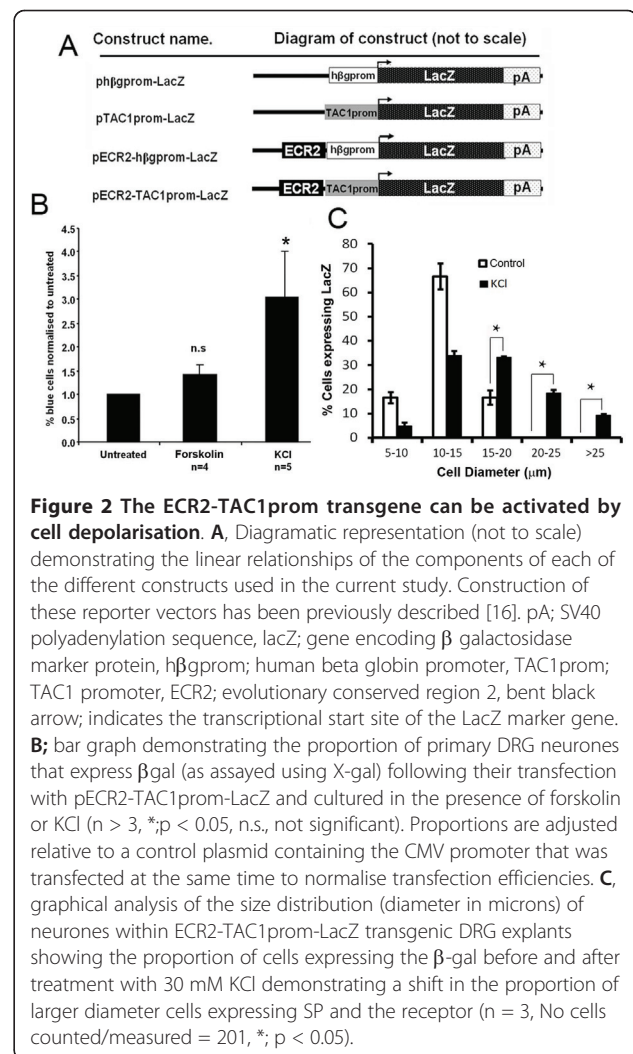 A
Construct name. Diagram of construct (not to scale)
phβgprom-LacZ hβgprom LacZ pA
pTAC1prom-LacZ TAC1prom LacZ pA
pECR2-hβgprom-LacZ ECR2 hβgprom LacZ pA
pECR2-TAC1prom-LacZ ECR2 TAC1prom LacZ pA
B
% blue cells normalised to untreated
4.5
4.0
3.5
3.0
2.5
2.0
1.5
1.0
0.5
0.0
n.s
*
Untreated Forskolin KCl
n=4 n=5
C
% Cells expressing LacZ
80
70
60
50
40
30
20
10
0
Control
KCl
* * *
5-10 10-15 15-20 20-25 >25
Cell Diameter (μm)
Figure 2 The ECR2-TAC1prom transgene can be activated by
cell depolarisation. A, Diagramatic representation (not to scale)
demonstrating the linear relationships of the components of each of
the different constructs used in the current study. Construction of
these reporter vectors has been previously described [16]. pA; SV40
polyadenylation sequence, lacZ; gene encoding β galactosidase
marker protein, hβgprom; human beta globin promoter, TAC1prom;
TAC1 promoter, ECR2; evolutionary conserved region 2, bent black
arrow; indicates the transcriptional start site of the LacZ marker gene.
B; bar graph demonstrating the proportion of primary DRG neurones
that express βgal (as assayed using X-gal) following their transfection
with pECR2-TAC1prom-LacZ and cultured in the presence of forskolin
or KCl (n > 3, *;p < 0.05, n.s., not significant). Proportions are adjusted
relative to a control plasmid containing the CMV promoter that was
transfected at the same time to normalise transfection efficiencies. C,
graphical analysis of the size distribution (diameter in microns) of
neurones within ECR2-TAC1prom-LacZ transgenic DRG explants
showing the proportion of cells expressing the β-gal before and after
treatment with 30 mM KCl demonstrating a shift in the proportion of
larger diameter cells expressing SP and the receptor (n = 3, No cells
counted/measured = 201, *; p < 0.05).